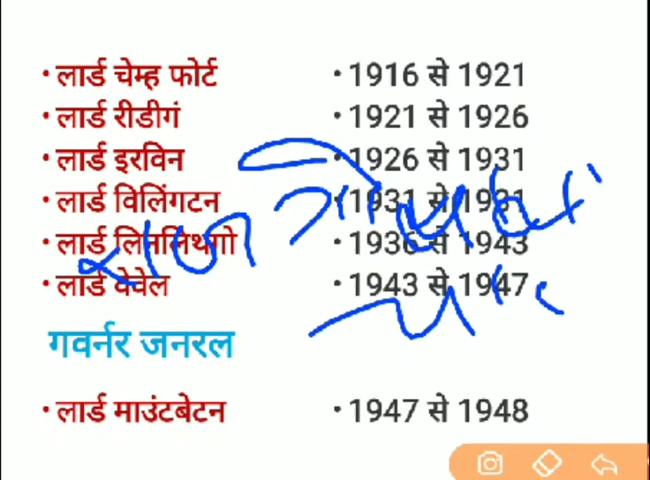 • लार्ड चेम्ह फोर्ट • 1916 से 1921
• लार्ड रीडीगं • 1921 से 1926
• लार्ड इरविन • 1926 से 1931
• लार्ड विलिंगटन • 1931 से
• लार्ड लिनलिथगो • 1936 से 1943
• लार्ड वेवेल • 1943 से 1947
गवर्नर जनरल
• लार्ड माउंटबेटन • 1947 से 1948